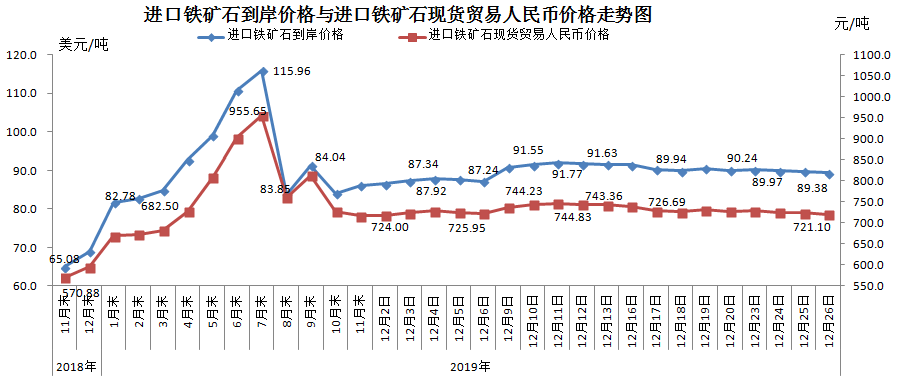 进口铁矿石到岸价格与进口铁矿石现货贸易人民币价格走势图
美元/吨
元/吨
进口铁矿石到岸价格
进口铁矿石现货贸易人民币价格
120.0
110.0
100.0
90.0
80.0
70.0
60.0
1100.0
1050.0
1000.0
950.0
900.0
850.0
800.0
750.0
700.0
650.0
600.0
550.0
65.08
82.78
115.96
83.85
84.04
87.34
87.92
87.24
91.55
91.77
91.63
89.94
90.24
89.97
89.38
570.88
682.50
955.65
724.00
725.95
744.23
744.83
743.36
726.69
721.10
11月末
12月末
1月末
2月末
3月末
4月末
5月末
6月末
7月末
8月末
9月末
10月末
11月末
12月2日
12月3日
12月4日
12月5日
12月6日
12月9日
12月10日
12月11日
12月12日
12月13日
12月16日
12月17日
12月18日
12月19日
12月20日
12月23日
12月24日
12月25日
12月26日
2018年
2019年